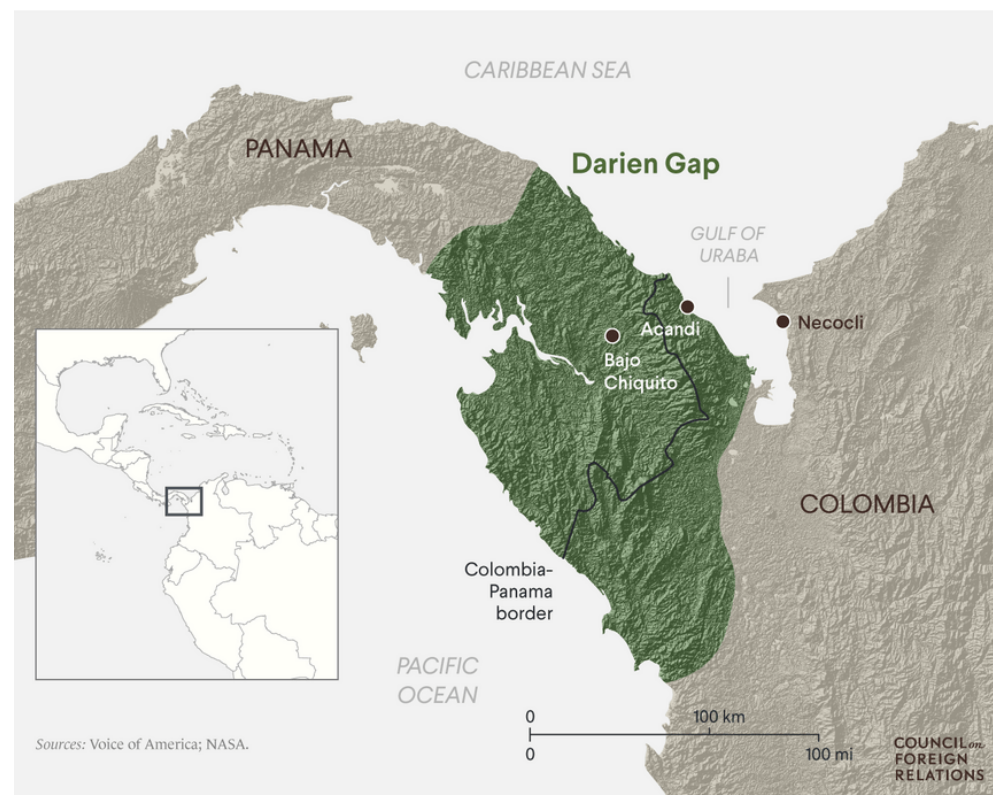 CARIBBEAN SEA
PANAMA
Darien Gap
GULF OF
URABA
Acandi
Necocli
Bajo
Chiquito
COLOMBIA
Colombia-
Panama
border
PACIFIC
OCEAN
0 100 km
0 100 mi
Sources: Voice of America; NASA.
COUNCIL on
FOREIGN
RELATIONS